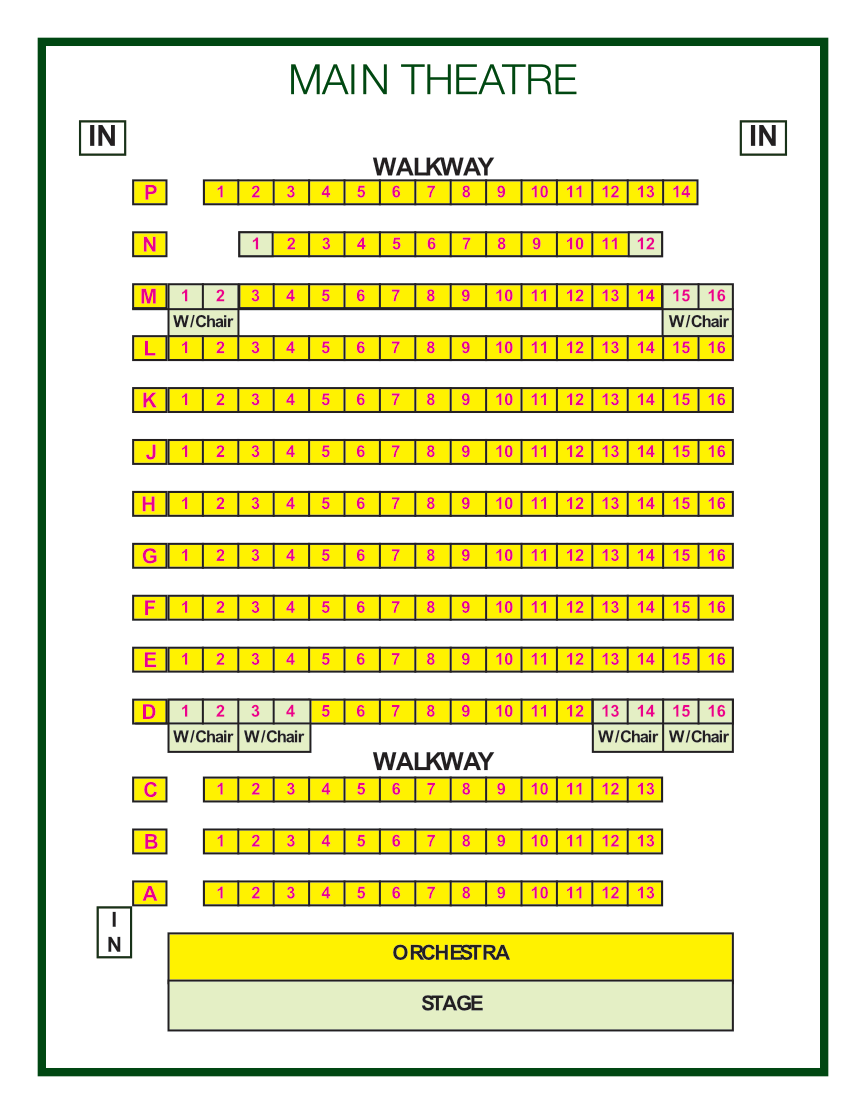 MAIN THEATRE
IN IN
WALKWAY
P 1 2 3 4 5 6 7 8 9 10 11 12 13 14
N 1 2 3 4 5 6 7 8 9 10 11 12
M 1 2 3 4 5 6 7 8 9 10 11 12 13 14 15 16
W/Chair W/Chair
L 1 2 3 4 5 6 7 8 9 10 11 12 13 14 15 16
K 1 2 3 4 5 6 7 8 9 10 11 12 13 14 15 16
J 1 2 3 4 5 6 7 8 9 10 11 12 13 14 15 16
H 1 2 3 4 5 6 7 8 9 10 11 12 13 14 15 16
G 1 2 3 4 5 6 7 8 9 10 11 12 13 14 15 16
F 1 2 3 4 5 6 7 8 9 10 11 12 13 14 15 16
E 1 2 3 4 5 6 7 8 9 10 11 12 13 14 15 16
D 1 2 3 4 5 6 7 8 9 10 11 12 13 14 15 16
W/Chair W/Chair W/Chair W/Chair
WALKWAY
C 1 2 3 4 5 6 7 8 9 10 11 12 13
B 1 2 3 4 5 6 7 8 9 10 11 12 13
A 1 2 3 4 5 6 7 8 9 10 11 12 13
I
N
ORCHESTRA
STAGE